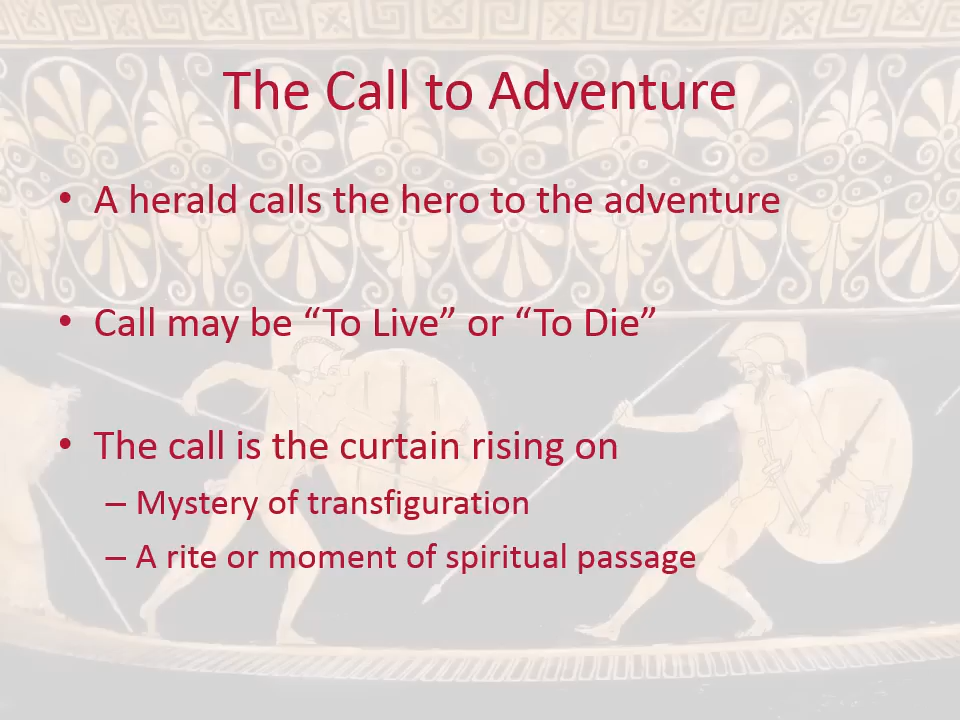 The Call to Adventure
• A herald calls the hero to the adventure
• Call may be “To Live” or “To Die”
• The call is the curtain rising on
– Mystery of transfiguration
– A rite or moment of spiritual passage